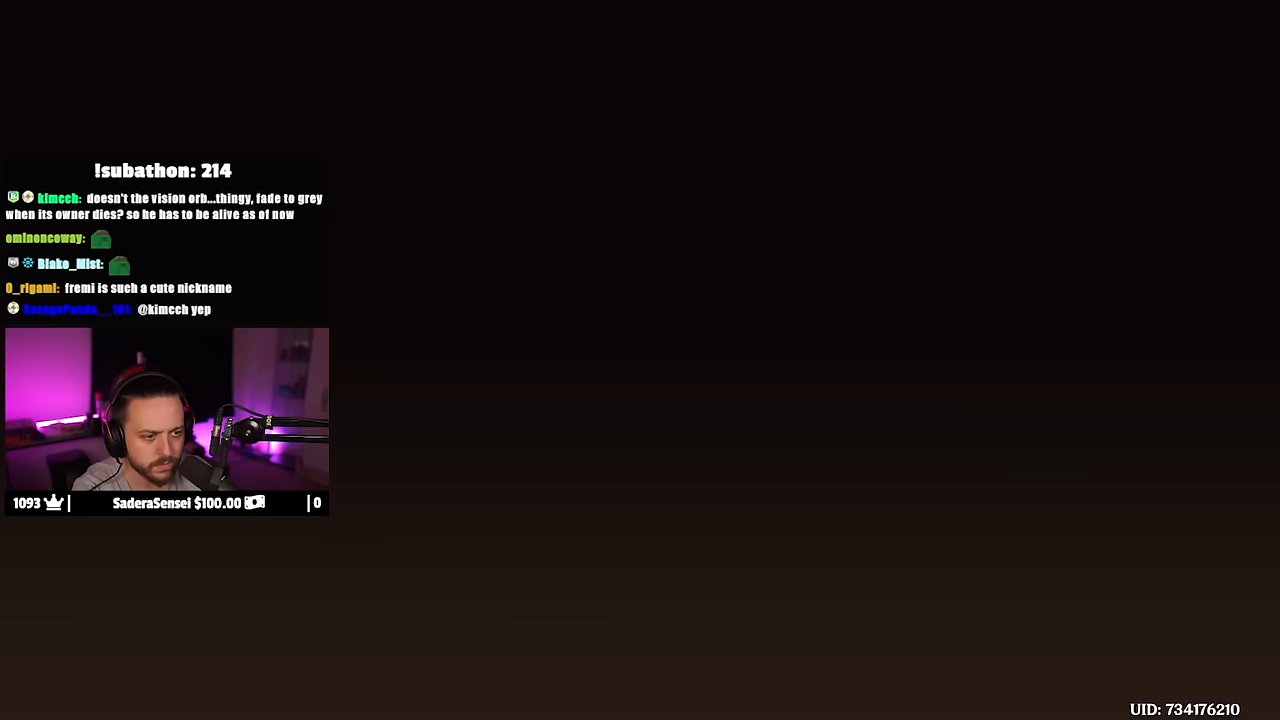 !subathon: 214
kimcch: doesn't the vision orb...thingy, fade to grey
when its owner dies? so he has to be alive as of now
ominoncoway:
Blake_Mist:
O_rigami: fremi is such a cute nickname
@kimcch yep
1093 | SaderaSensei $100.00 | 0
UID: 734176210